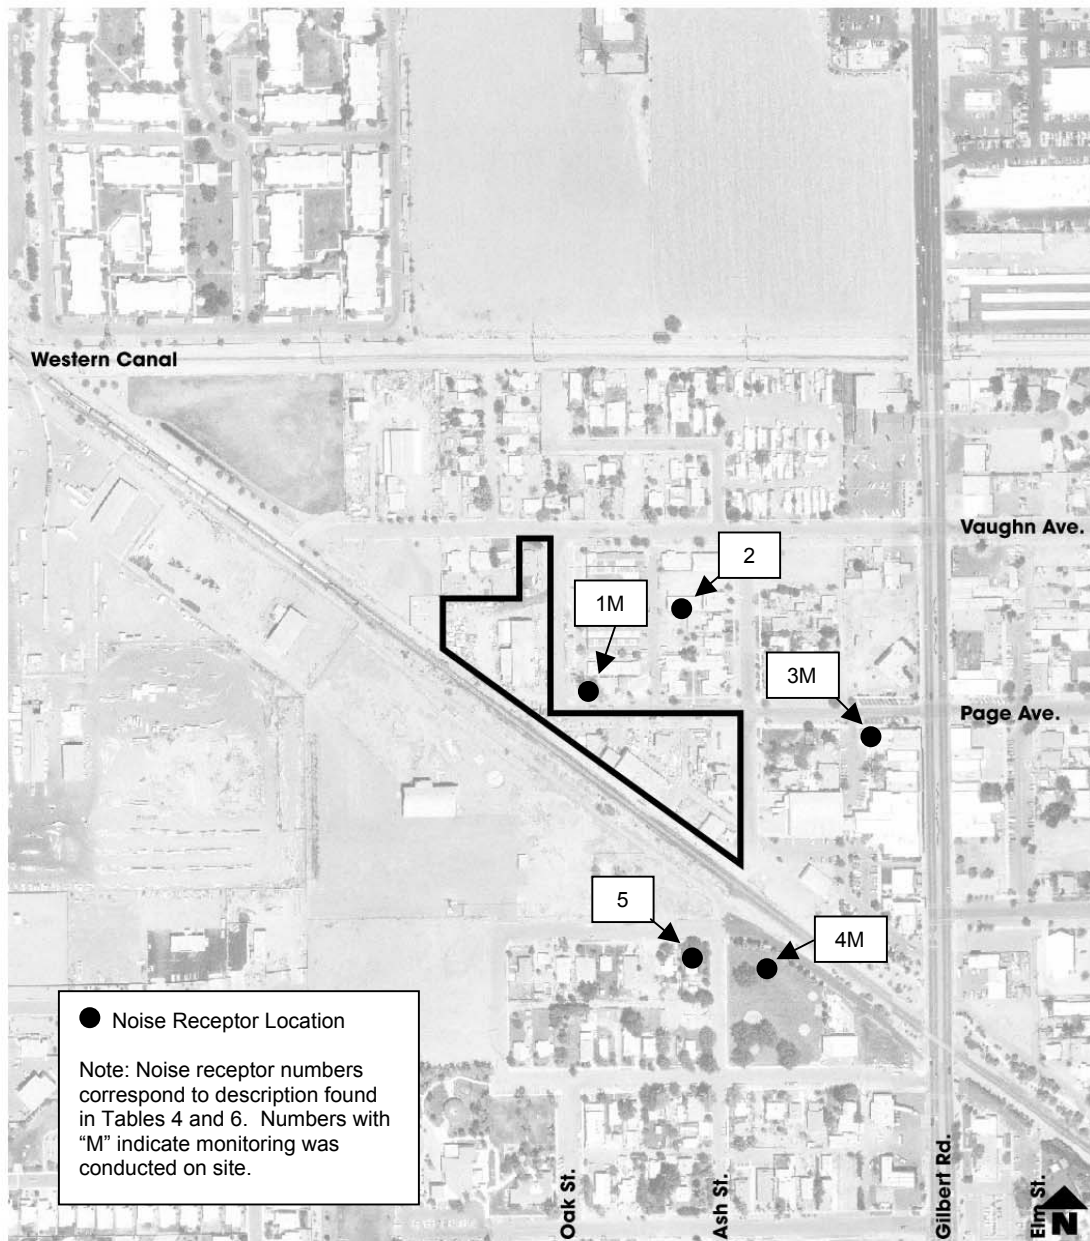 Western Canal
Vaughn Ave.
2
1M
3M
Page Ave.
5
4M
Noise Receptor Location
Note: Noise receptor numbers
correspond to description found
in Tables 4 and 6.  Numbers with
“M” indicate monitoring was
conducted on site.
Oak St.
Ash St.
Gilbert Rd.
Elm St.
N